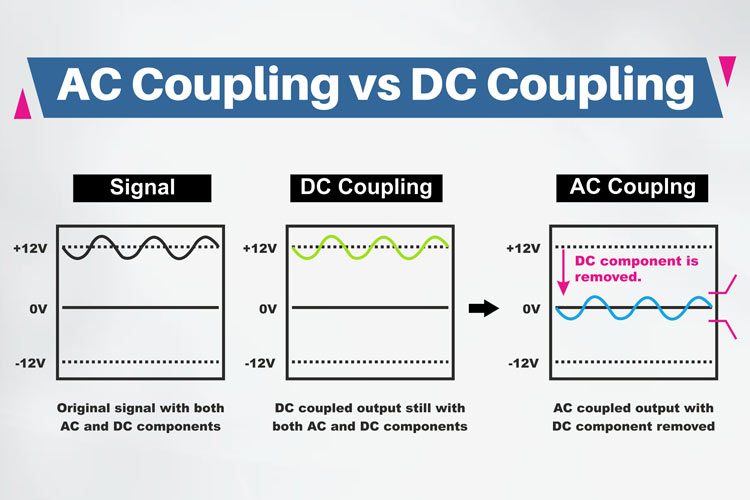 AC Coupling vs DC Coupling
Signal
+12V
0V
-12V
Original signal with both
AC and DC components
DC Coupling
+12V
0V
-12V
DC coupled output still with
both AC and DC components
AC Couplng
+12V
DC component is
removed.
0V
-12V
AC coupled output with
DC component removed